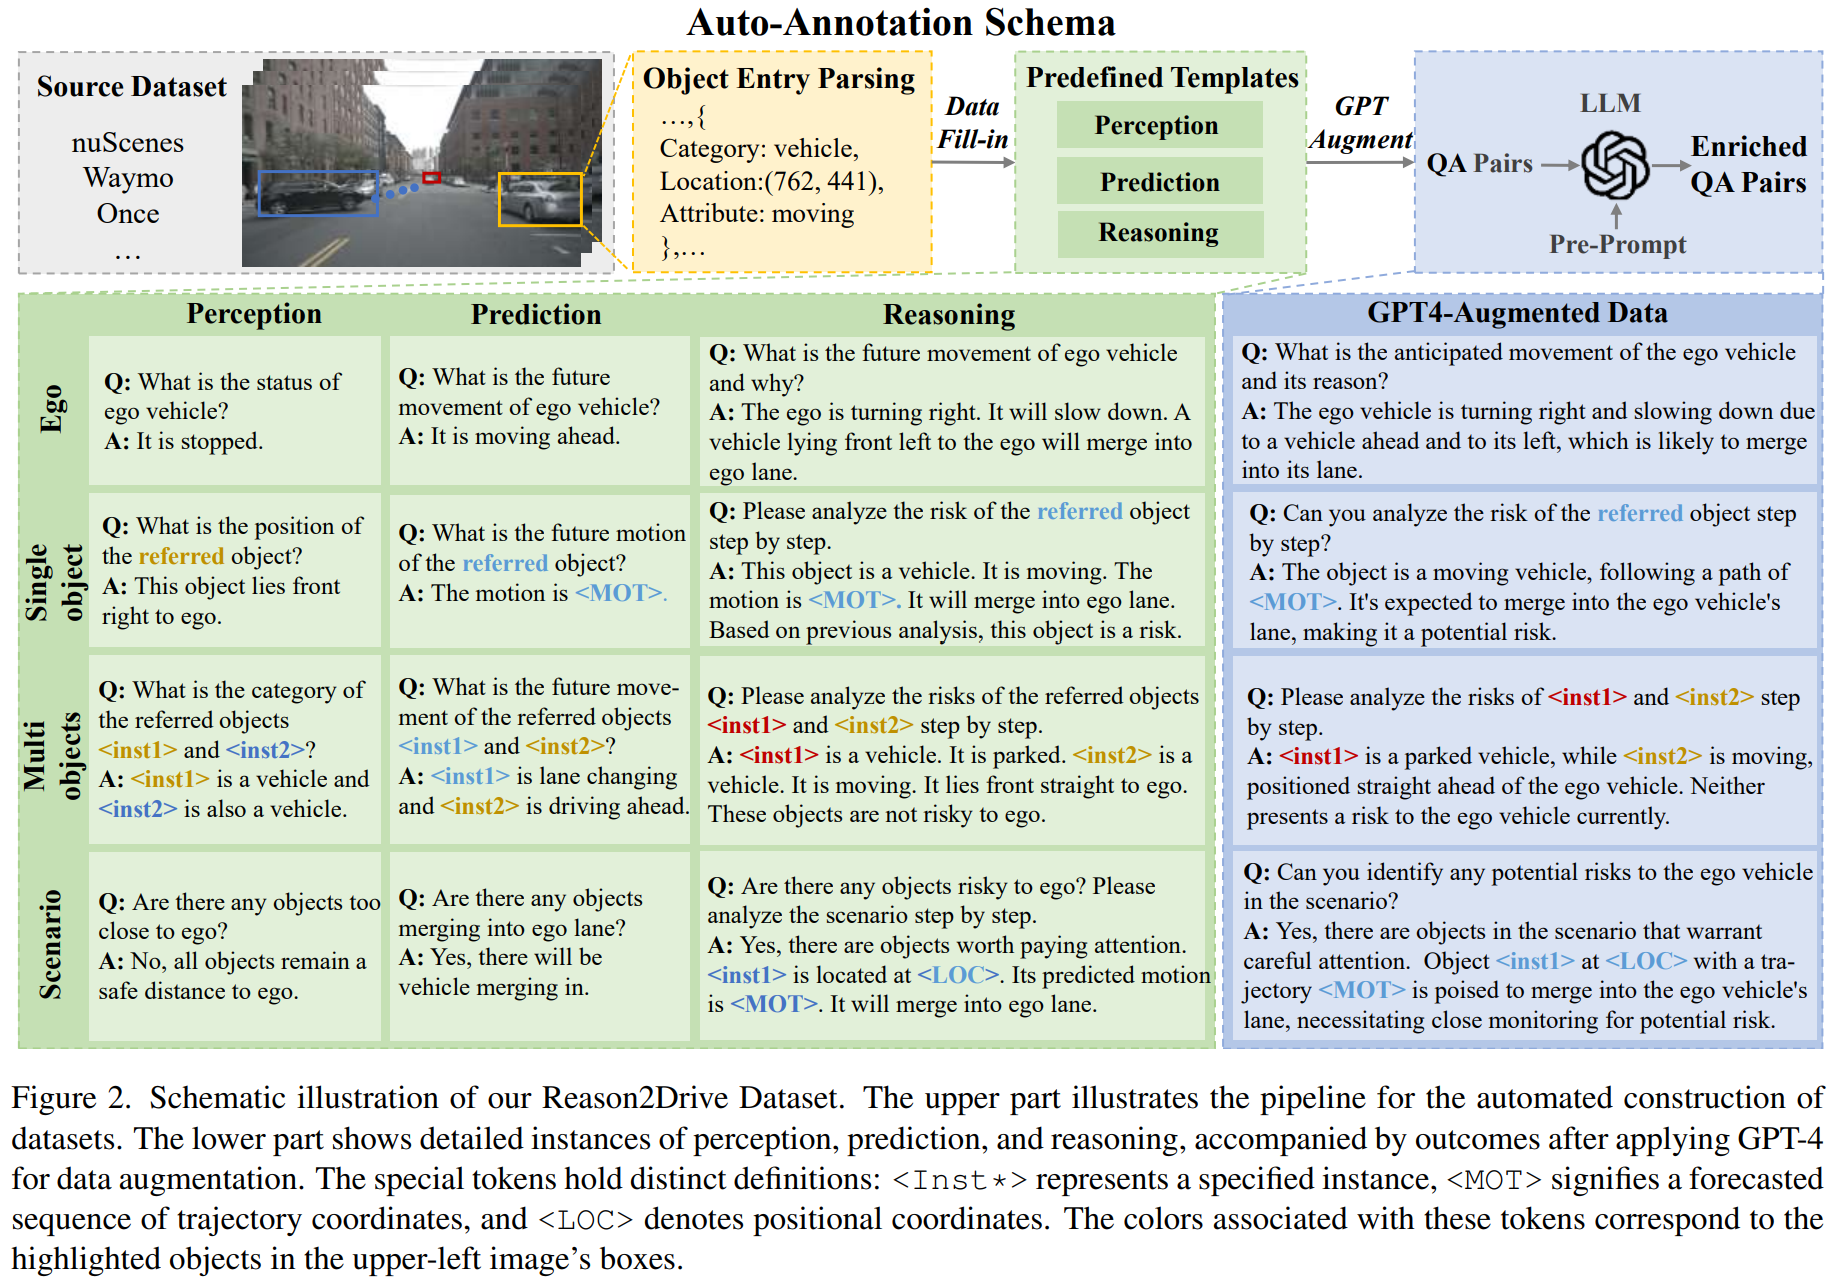 Auto-Annotation Schema
Source Dataset
nuScenes
Waymo
Once
...
Object Entry Parsing
...,{
Category: vehicle,
Location:(762, 441),
Attribute: moving
},...
Data
Fill-in
Predefined Templates
Perception
Prediction
Reasoning
GPT
Augment
LLM
QA Pairs
Enriched
QA Pairs
Pre-Prompt
Perception
Prediction
Reasoning
GPT4-Augmented Data
Ego
Q: What is the status of
ego vehicle?
A: It is stopped.
Q: What is the future
movement of ego vehicle?
A: It is moving ahead.
Q: What is the future movement of ego vehicle
and why?
A: The ego is turning right. It will slow down. A
vehicle lying front left to the ego will merge into
ego lane.
Q: What is the anticipated movement of the ego vehicle
and its reason?
A: The ego vehicle is turning right and slowing down due
to a vehicle ahead and to its left, which is likely to merge
into its lane.
Single
object
Q: What is the position of
the referred object?
A: This object lies front
right to ego.
Q: What is the future motion
of the referred object?
A: The motion is <MOT>.
Q: Please analyze the risk of the referred object
step by step.
A: This object is a vehicle. It is moving. The
motion is <MOT>. It will merge into ego lane.
Based on previous analysis, this object is a risk.
Q: Can you analyze the risk of the referred object step
by step?
A: The object is a moving vehicle, following a path of
<MOT>. It's expected to merge into the ego vehicle's
lane, making it a potential risk.
Multi
objects
Q: What is the category of
the referred objects
<inst1> and <inst2>?
A: <inst1> is a vehicle and
<inst2> is also a vehicle.
Q: What is the future move-
ment of the referred objects
<inst1> and <inst2>?
A: <inst1> is lane changing
and <inst2> is driving ahead.
Q: Please analyze the risks of the referred objects
<inst1> and <inst2> step by step.
A: <inst1> is a vehicle. It is parked. <inst2> is a
vehicle. It is moving. It lies front straight to ego.
These objects are not risky to ego.
Q: Please analyze the risks of <inst1> and <inst2> step
by step.
A: <inst1> is a parked vehicle, while <inst2> is moving,
positioned straight ahead of the ego vehicle. Neither
presents a risk to the ego vehicle currently.
Scenario
Q: Are there any objects too
close to ego?
A: No, all objects remain a
safe distance to ego.
Q: Are there any objects
merging into ego lane?
A: Yes, there will be
vehicle merging in.
Q: Are there any objects risky to ego? Please
analyze the scenario step by step.
A: Yes, there are objects worth paying attention.
<inst1> is located at <LOC>. Its predicted motion
is <MOT>. It will merge into ego lane.
Q: Can you identify any potential risks to the ego vehicle
in the scenario?
A: Yes, there are objects in the scenario that warrant
careful attention. Object <inst1> at <LOC> with a tra-
jectory <MOT> is poised to merge into the ego vehicle's
lane, necessitating close monitoring for potential risk.
Figure 2. Schematic illustration of our Reason2Drive Dataset. The upper part illustrates the pipeline for the automated construction of
datasets. The lower part shows detailed instances of perception, prediction, and reasoning, accompanied by outcomes after applying GPT-4
for data augmentation. The special tokens hold distinct definitions: <Inst*> represents a specified instance, <MOT> signifies a forecasted
sequence of trajectory coordinates, and <LOC> denotes positional coordinates. The colors associated with these tokens correspond to the
highlighted objects in the upper-left image's boxes.